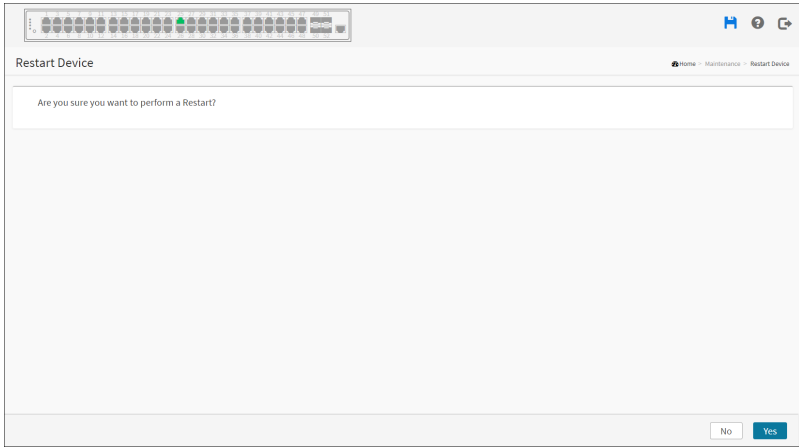 Restart Device
Home > Maintenance > Restart Device
Are you sure you want to perform a Restart?
No Yes